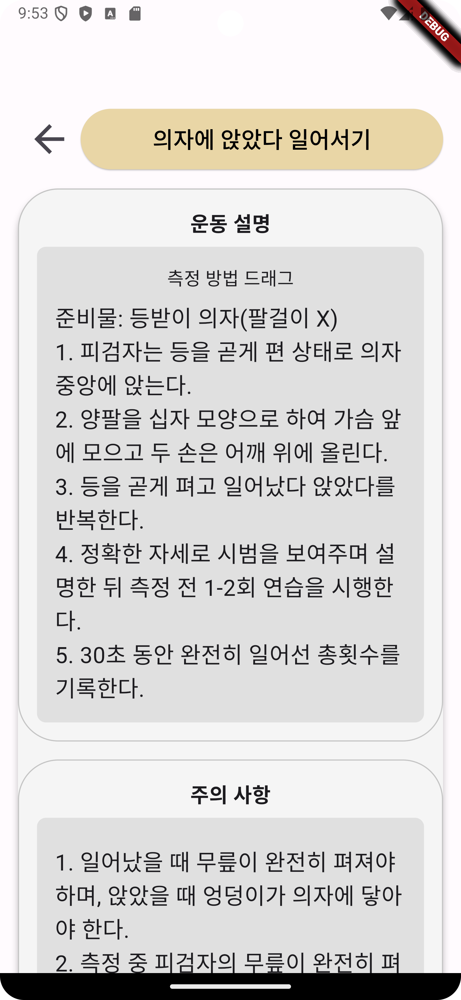 9:53
DEBUG
의자에 앉았다 일어서기
운동 설명
측정 방법 드래그
준비물: 등받이 의자(팔걸이 X)
1. 피검자는 등을 곧게 편 상태로 의자
중앙에 앉는다.
2. 양팔을 십자 모양으로 하여 가슴 앞
에 모으고 두 손은 어깨 위에 올린다.
3. 등을 곧게 펴고 일어났다 앉았다를
반복한다.
4. 정확한 자세로 시범을 보여주며 설
명한 뒤 측정 전 1-2회 연습을 시행한
다.
5. 30초 동안 완전히 일어선 총횟수를
기록한다.
주의 사항
1. 일어났을 때 무릎이 완전히 펴져야
하며, 앉았을 때 엉덩이가 의자에 닿아
야 한다.
2. 측정 중 피검자의 무릎이 완전히 펴